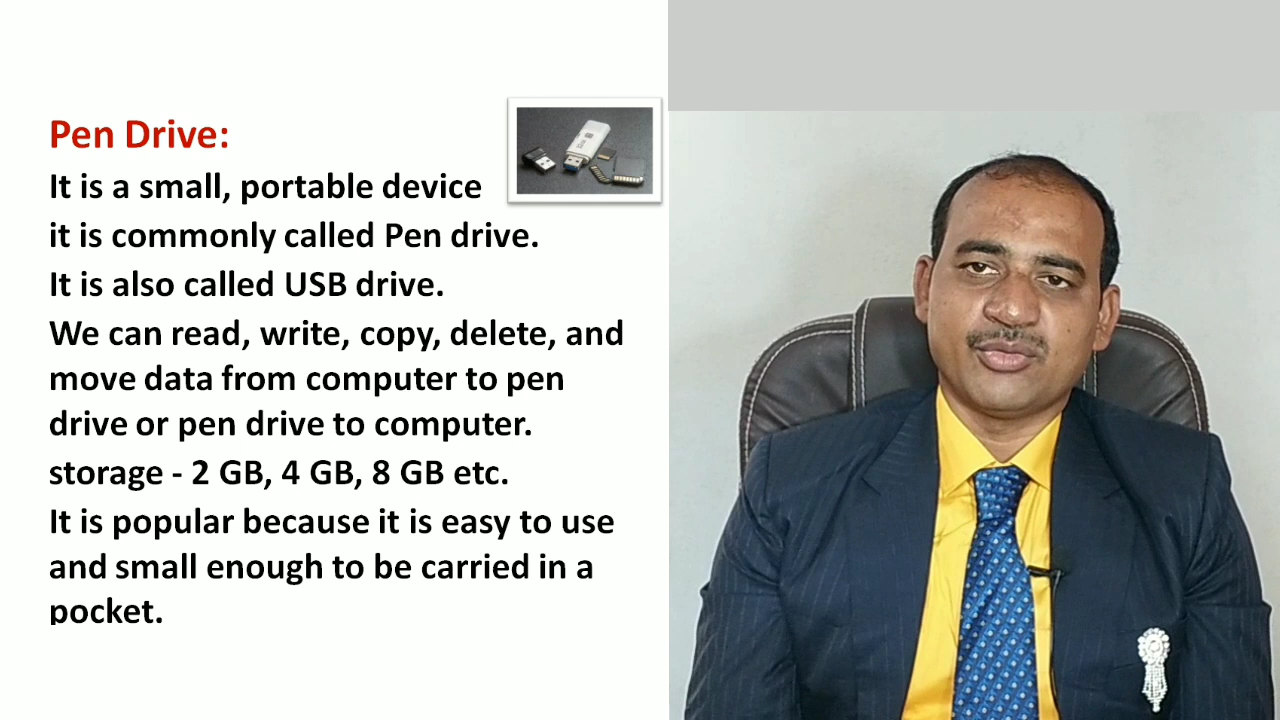 Pen Drive:
It is a small, portable device
it is commonly called Pen drive.
It is also called USB drive.
We can read, write, copy, delete, and
move data from computer to pen
drive or pen drive to computer.
storage - 2 GB, 4 GB, 8 GB etc.
It is popular because it is easy to use
and small enough to be carried in a
pocket.